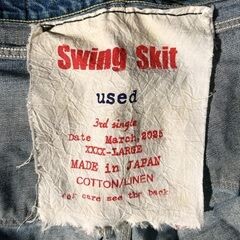 Swing Skit
used
3rd single
Date March, 2025
XXXX-LARGE
MADE in JAPAN
COTTON/LINEN
for care see the back